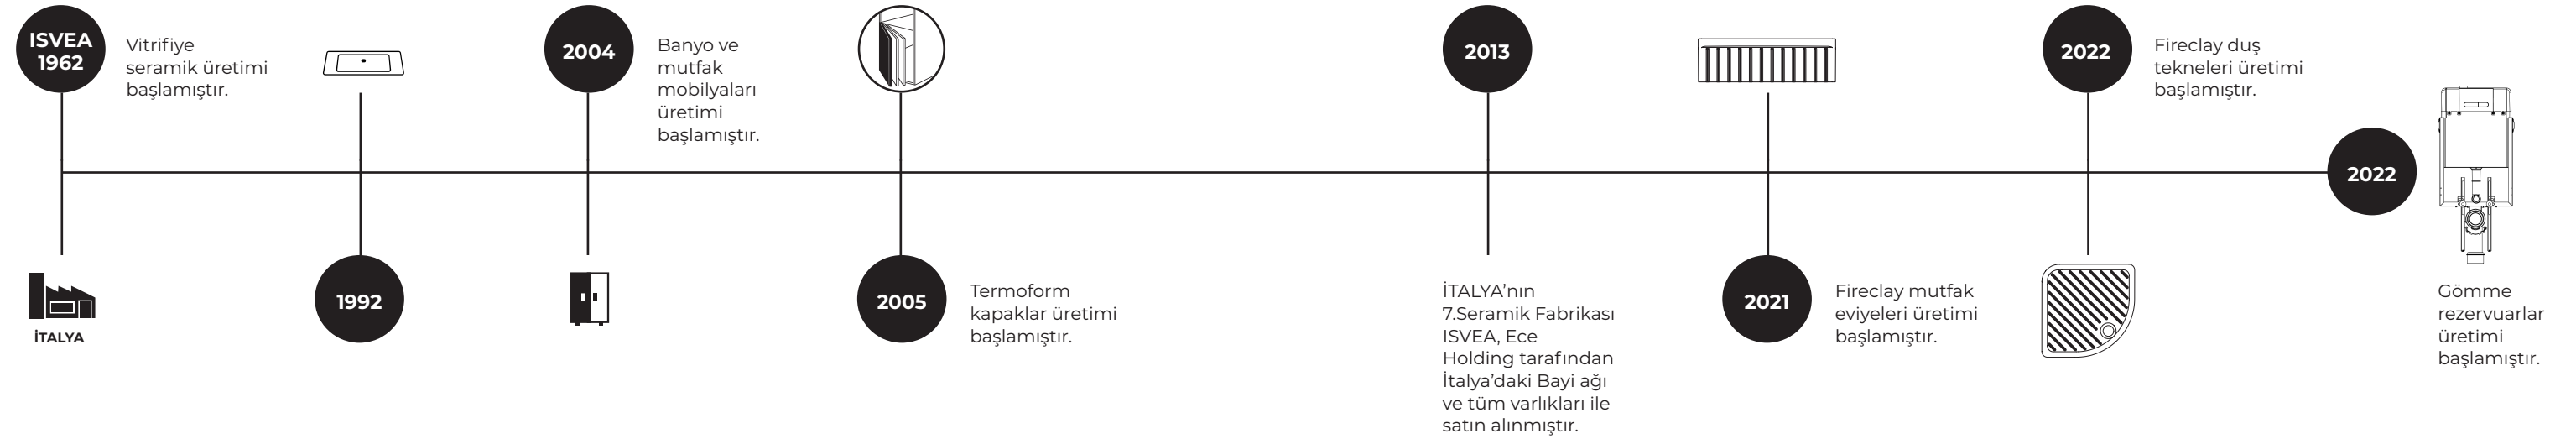 ISVEA
1962
Vitrifiye
seramik üretimi
başlamıştır.
İTALYA
1992
2004
Banyo ve
mutfak
mobilyaları
üretimi
başlamıştır.
2005
Termoform
kapaklar üretimi
başlamıştır.
2013
İTALYA’nın
7.Seramik Fabrikası
ISVEA, Ece
Holding tarafından
İtalya’daki Bayi ağı
ve tüm varlıkları ile
satın alınmıştır.
2021
Fireclay mutfak
eviyeleri üretimi
başlamıştır.
2022
Fireclay duş
tekneleri üretimi
başlamıştır.
2022
Gömme
rezervuarlar
üretimi
başlamıştır.